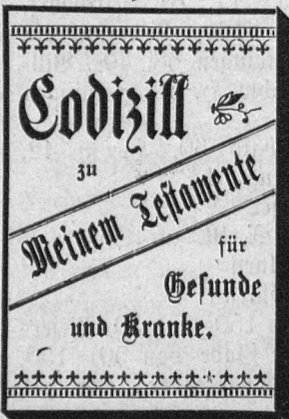 Codizill
zu
Meinem Testamente
für
Gesunde
und Kranke.